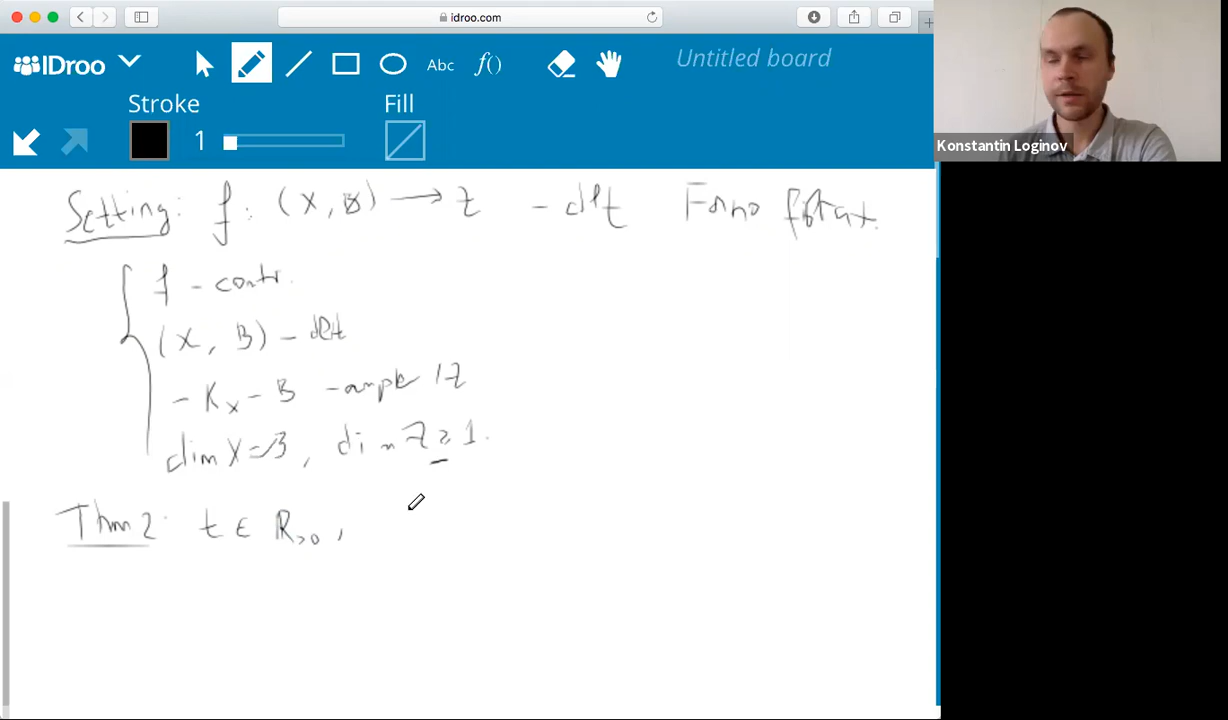 idroo.com
IDroo
Abc
f()
Untitled board
Stroke
Fill
1
Konstantin Loginov
Setting: f: (X, B) → Z - dlt Fano fibrat.
f - contr.
(X, B) - dlt
- K_X - B - ample /Z
dim X = 3, dim Z ≥ 1.
Thm 2: t ∈ ℝ_{>0},